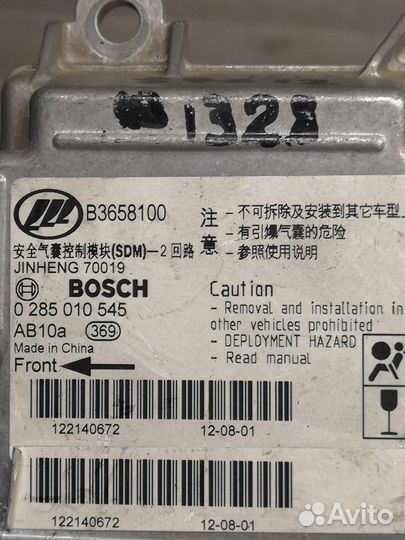 1328
B3658100
安全气囊控制模块(SDM)—2回路
JINHENG 70019
BOSCH
0 285 010 545
AB10a 369
Made in China
Front
注意
- 不可拆除及安装到其它车型
- 有引爆气囊的危险
- 参照使用说明
Caution
- Removal and installation in
other vehicles prohibited
- DEPLOYMENT HAZARD
- Read manual
122140672 12-08-01
122140672 12-08-01
Avito